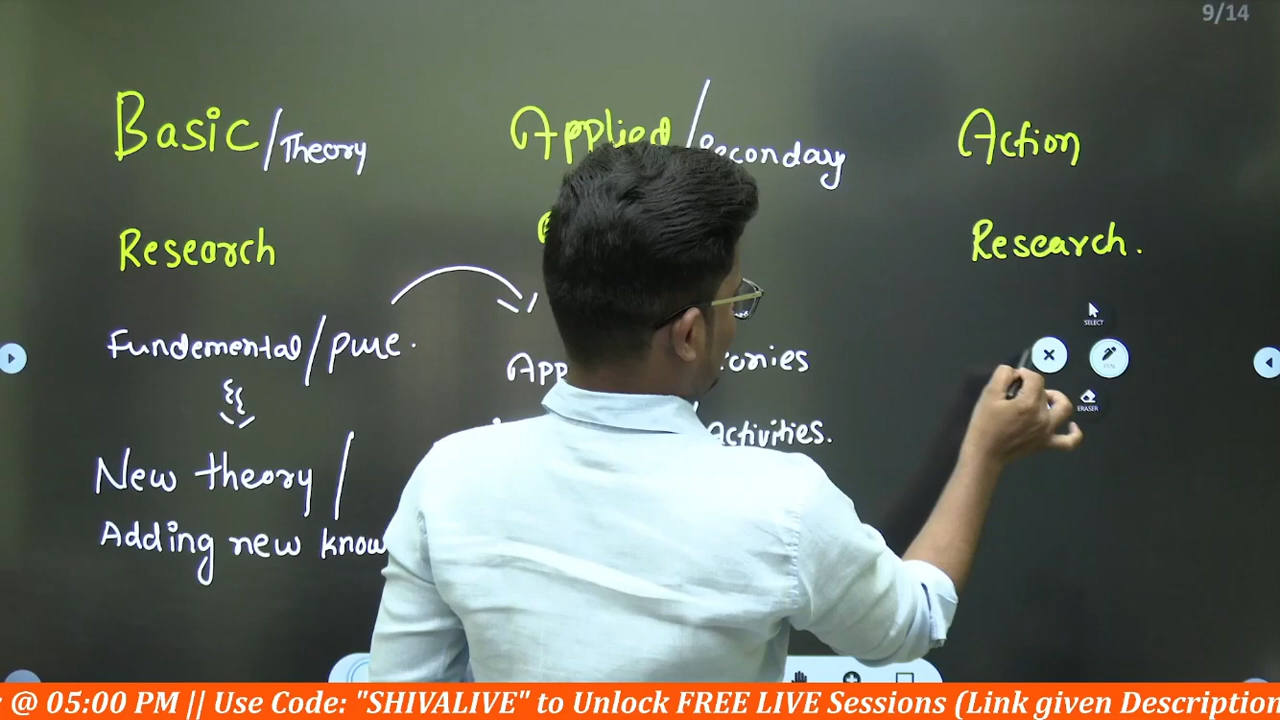 9/14
Basic/Theory
Research
Fundemental/pure.
New theory/
Adding new know
Applied/Seconday
App
ories
Activities.
Action
Research.
SELECT
ERASER
@ 05:00 PM || Use Code: "SHIVALIVE" to Unlock FREE LIVE Sessions (Link given Description